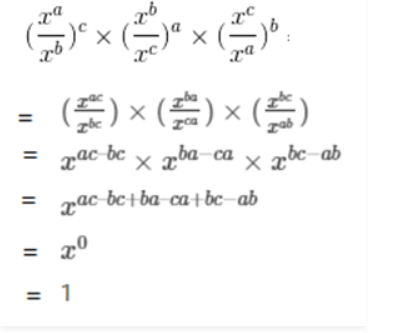 (x^a/x^b)^c × (x^b/x^c)^a × (x^c/x^a)^b :
= (x^ac/x^bc) × (x^ba/x^ca) × (x^bc/x^ab)
= x^ac-bc × x^ba-ca × x^bc-ab
= x^ac-bc+ba-ca+bc-ab
= x^0
= 1